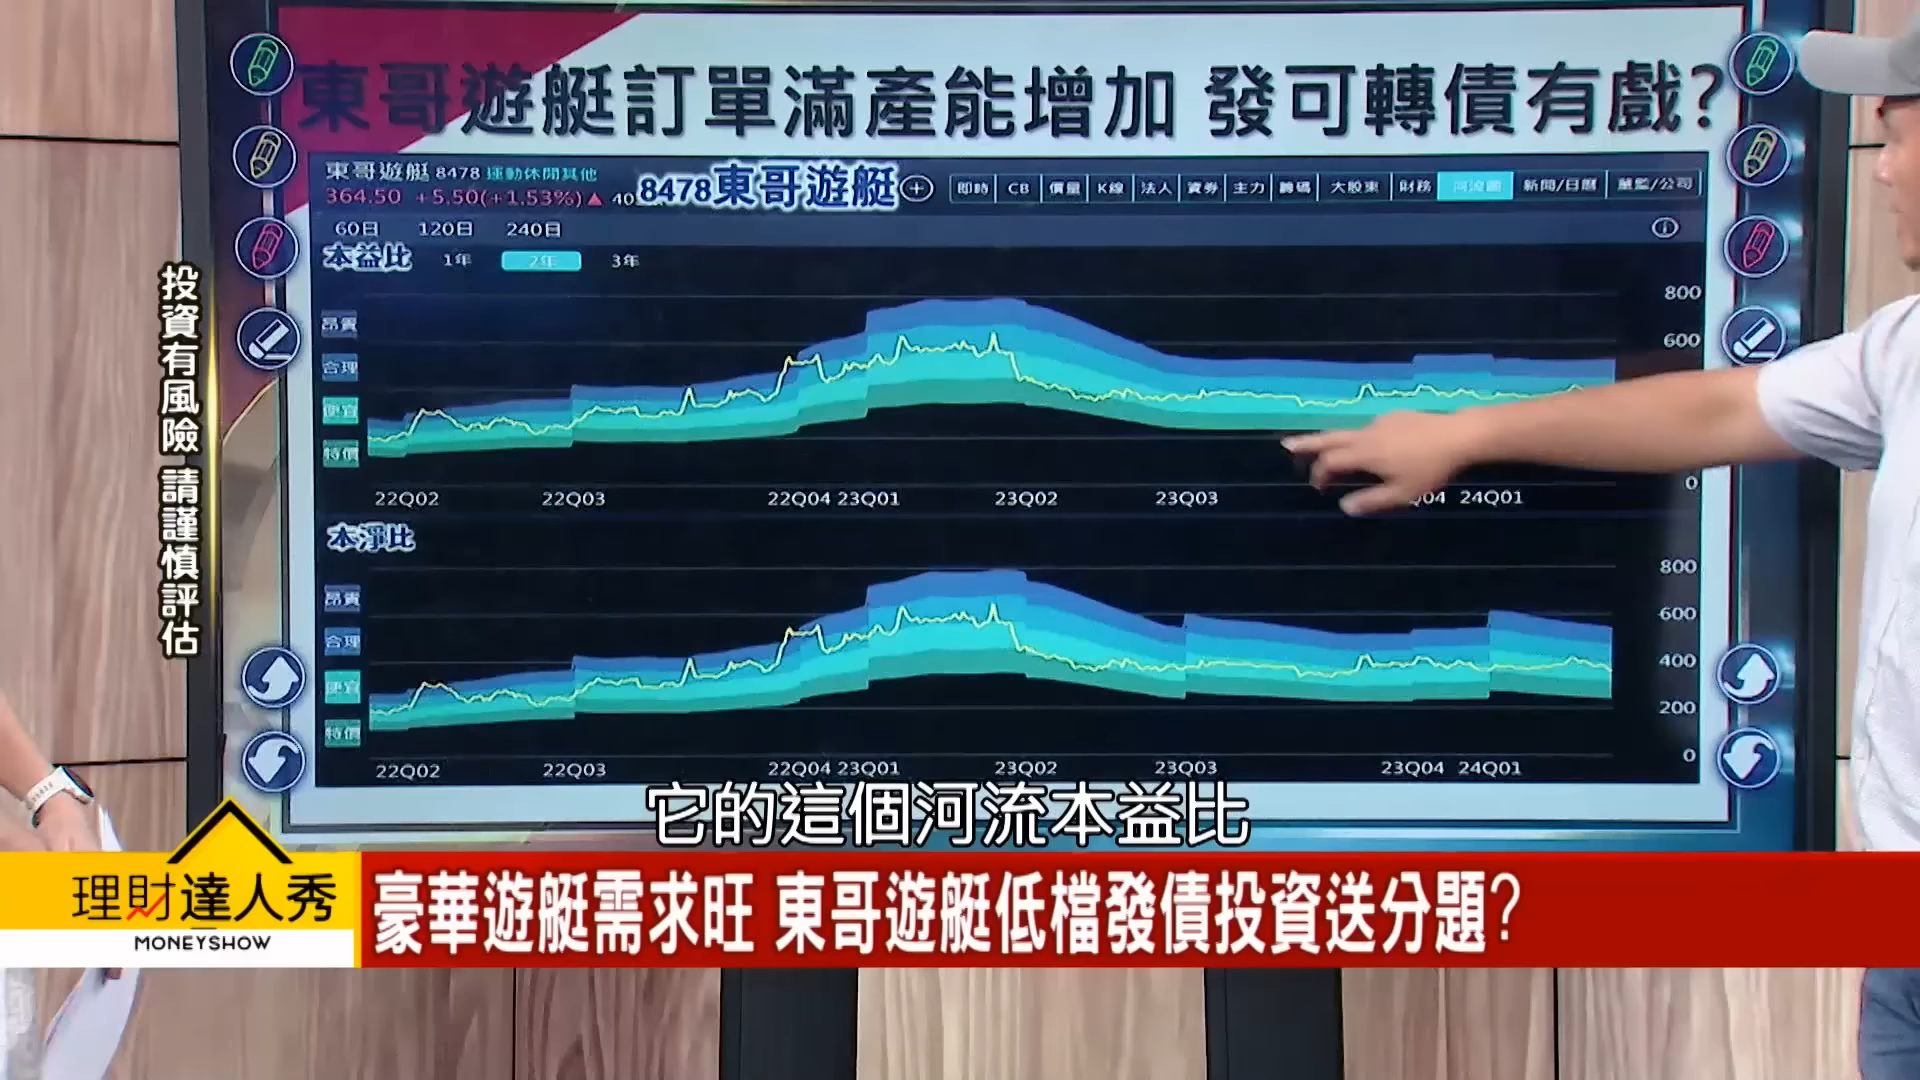 東哥遊艇訂單滿產能增加 發可轉債有戲?
東哥遊艇 8478 運動休閒其他
8478東哥遊艇
即時 CB 價量 K線 法人 資券 主力 籌碼 大股東 財務 河流圖 新聞/日曆 董監/公司
364.50 +5.50(+1.53%)▲
60日 120日 240日
本益比 1年 2年 3年
昂貴
合理
便宜
特價
800
600
0
22Q02 22Q03 22Q04 23Q01 23Q02 23Q03 24Q01
本淨比
昂貴
合理
便宜
特價
800
600
400
200
0
22Q02 22Q03 22Q04 23Q01 23Q02 23Q03 23Q04 24Q01
投資有風險 請謹慎評估
它的這個河流本益比
理財達人秀
MONEYSHOW
豪華遊艇需求旺 東哥遊艇低檔發債投資送分題?